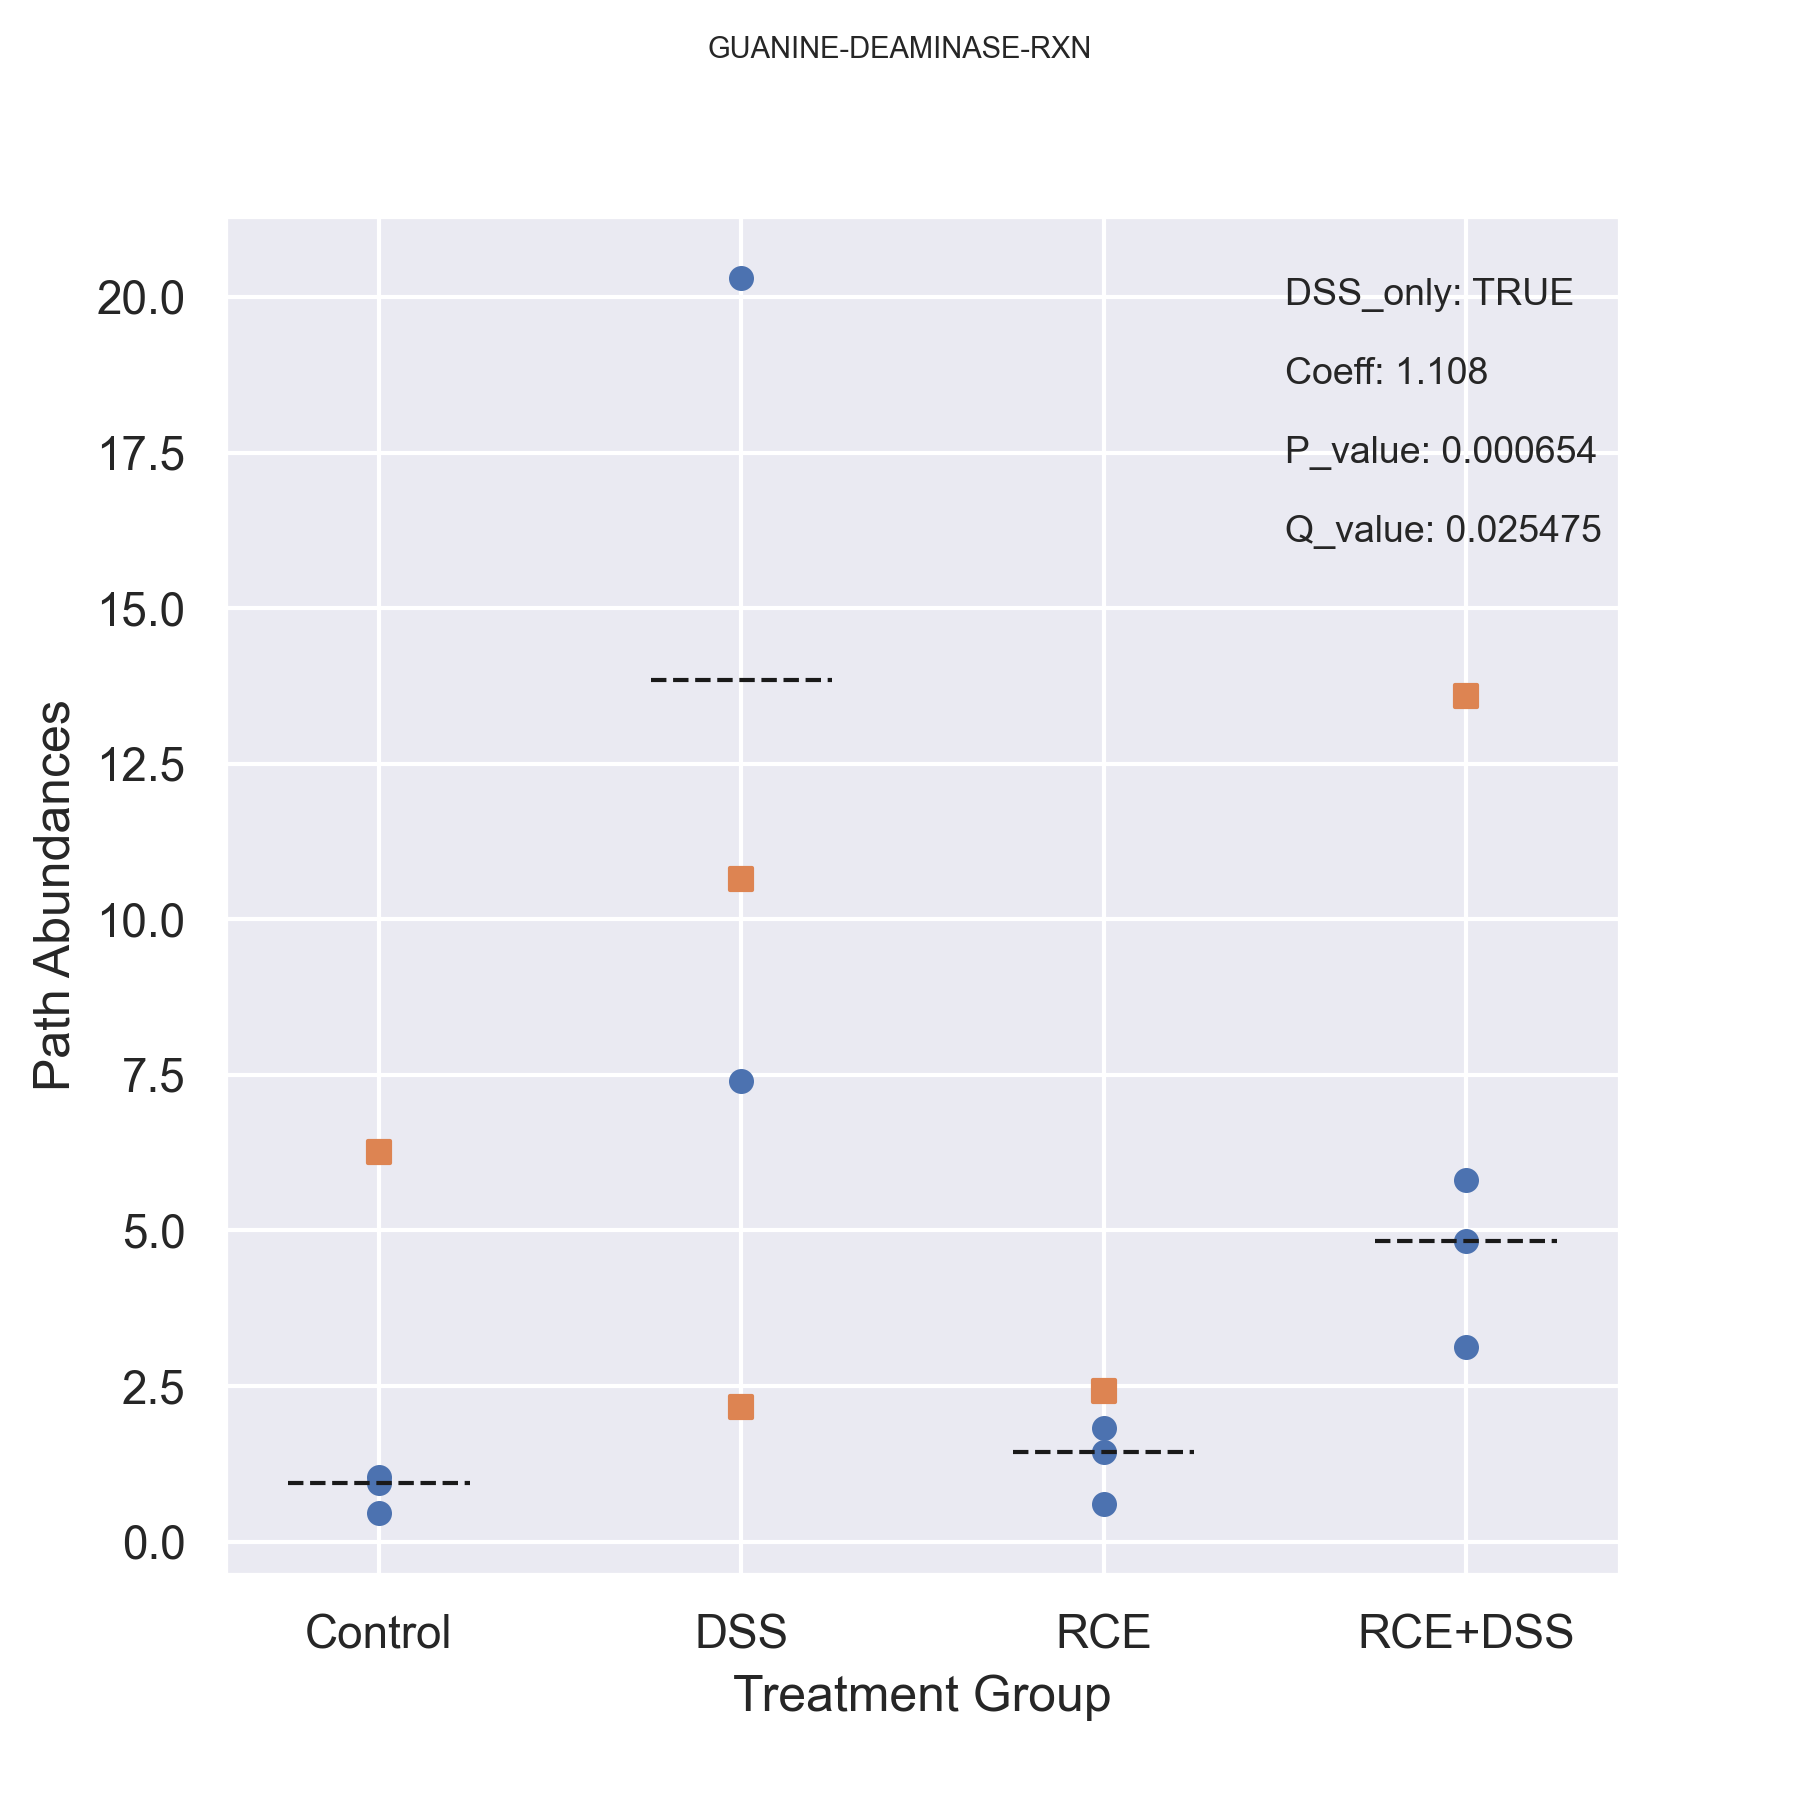 GUANINE-DEAMINASE-RXN
DSS_only: TRUE
Coeff: 1.108
P_value: 0.000654
Q_value: 0.025475
Path Abundances
20.0
17.5
15.0
12.5
10.0
7.5
5.0
2.5
0.0
Control DSS RCE RCE+DSS
Treatment Group